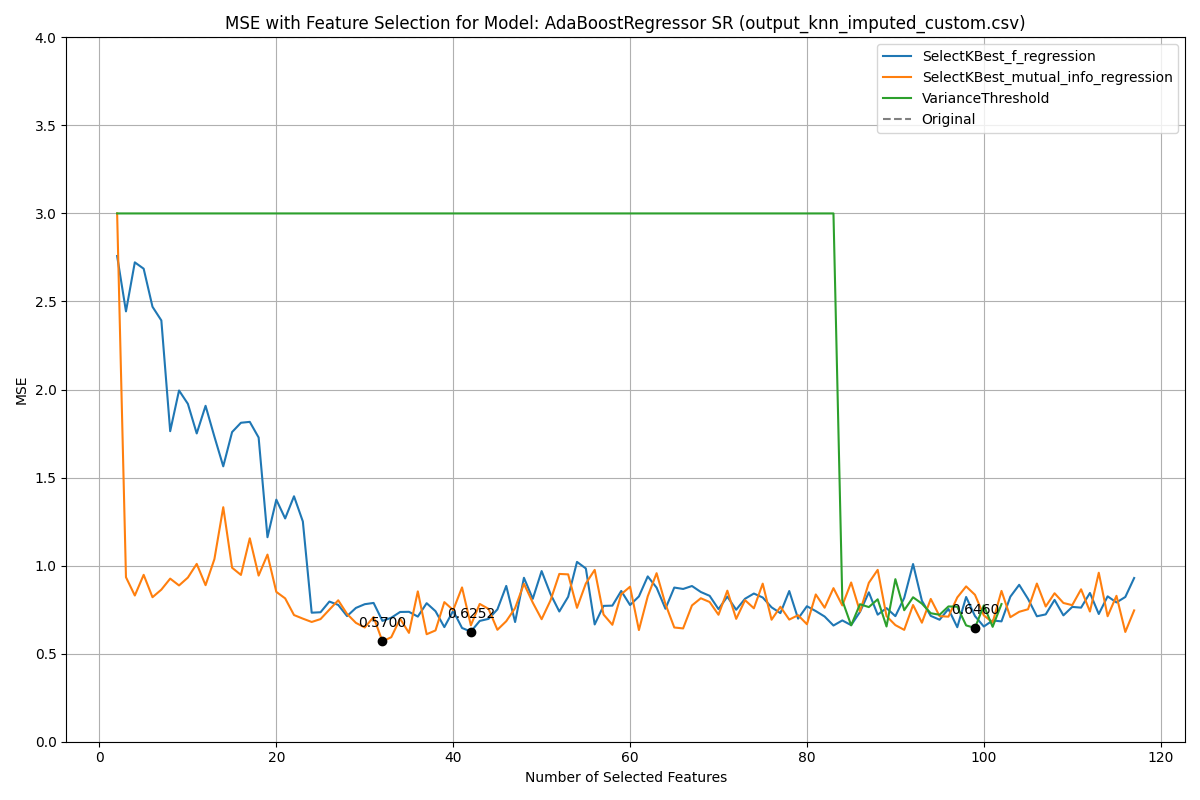 MSE with Feature Selection for Model: AdaBoostRegressor SR (output_knn_imputed_custom.csv)
SelectKBest_f_regression
SelectKBest_mutual_info_regression
VarianceThreshold
Original
4.0
3.5
3.0
2.5
2.0
1.5
1.0
0.5
0.0
MSE
0.5700
0.6252
0.6460
0
20
40
60
80
100
120
Number of Selected Features